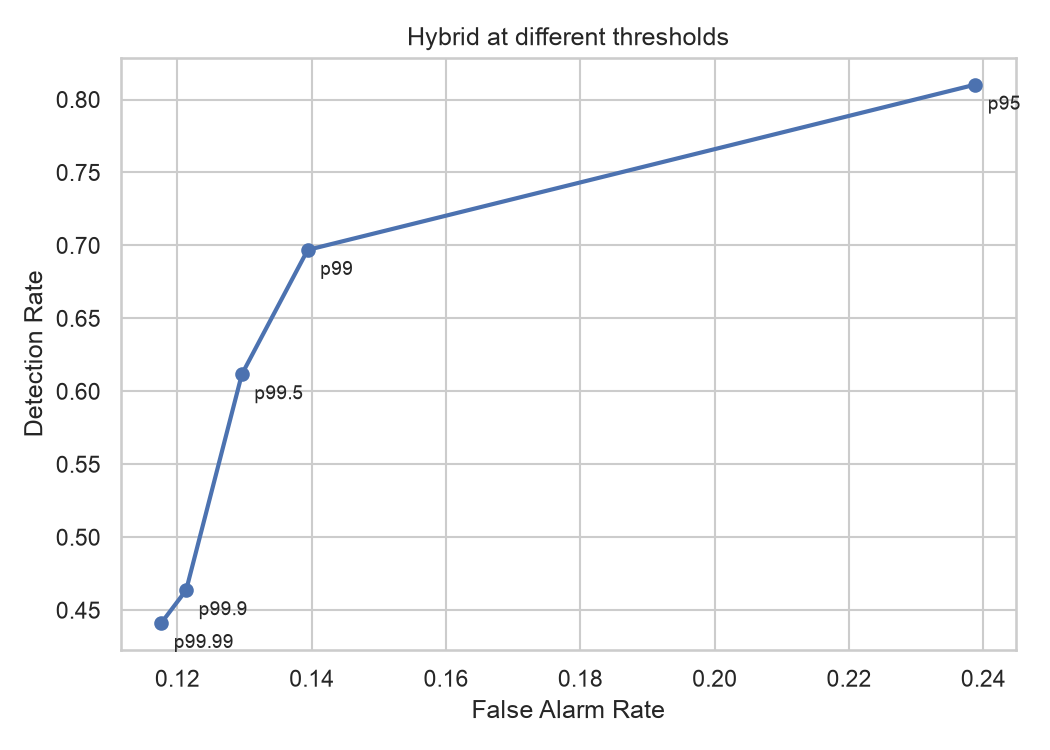 Hybrid at different thresholds
Detection Rate
0.80
0.75
0.70
0.65
0.60
0.55
0.50
0.45
p95
p99
p99.5
p99.9
p99.99
0.12
0.14
0.16
0.18
0.20
0.22
0.24
False Alarm Rate